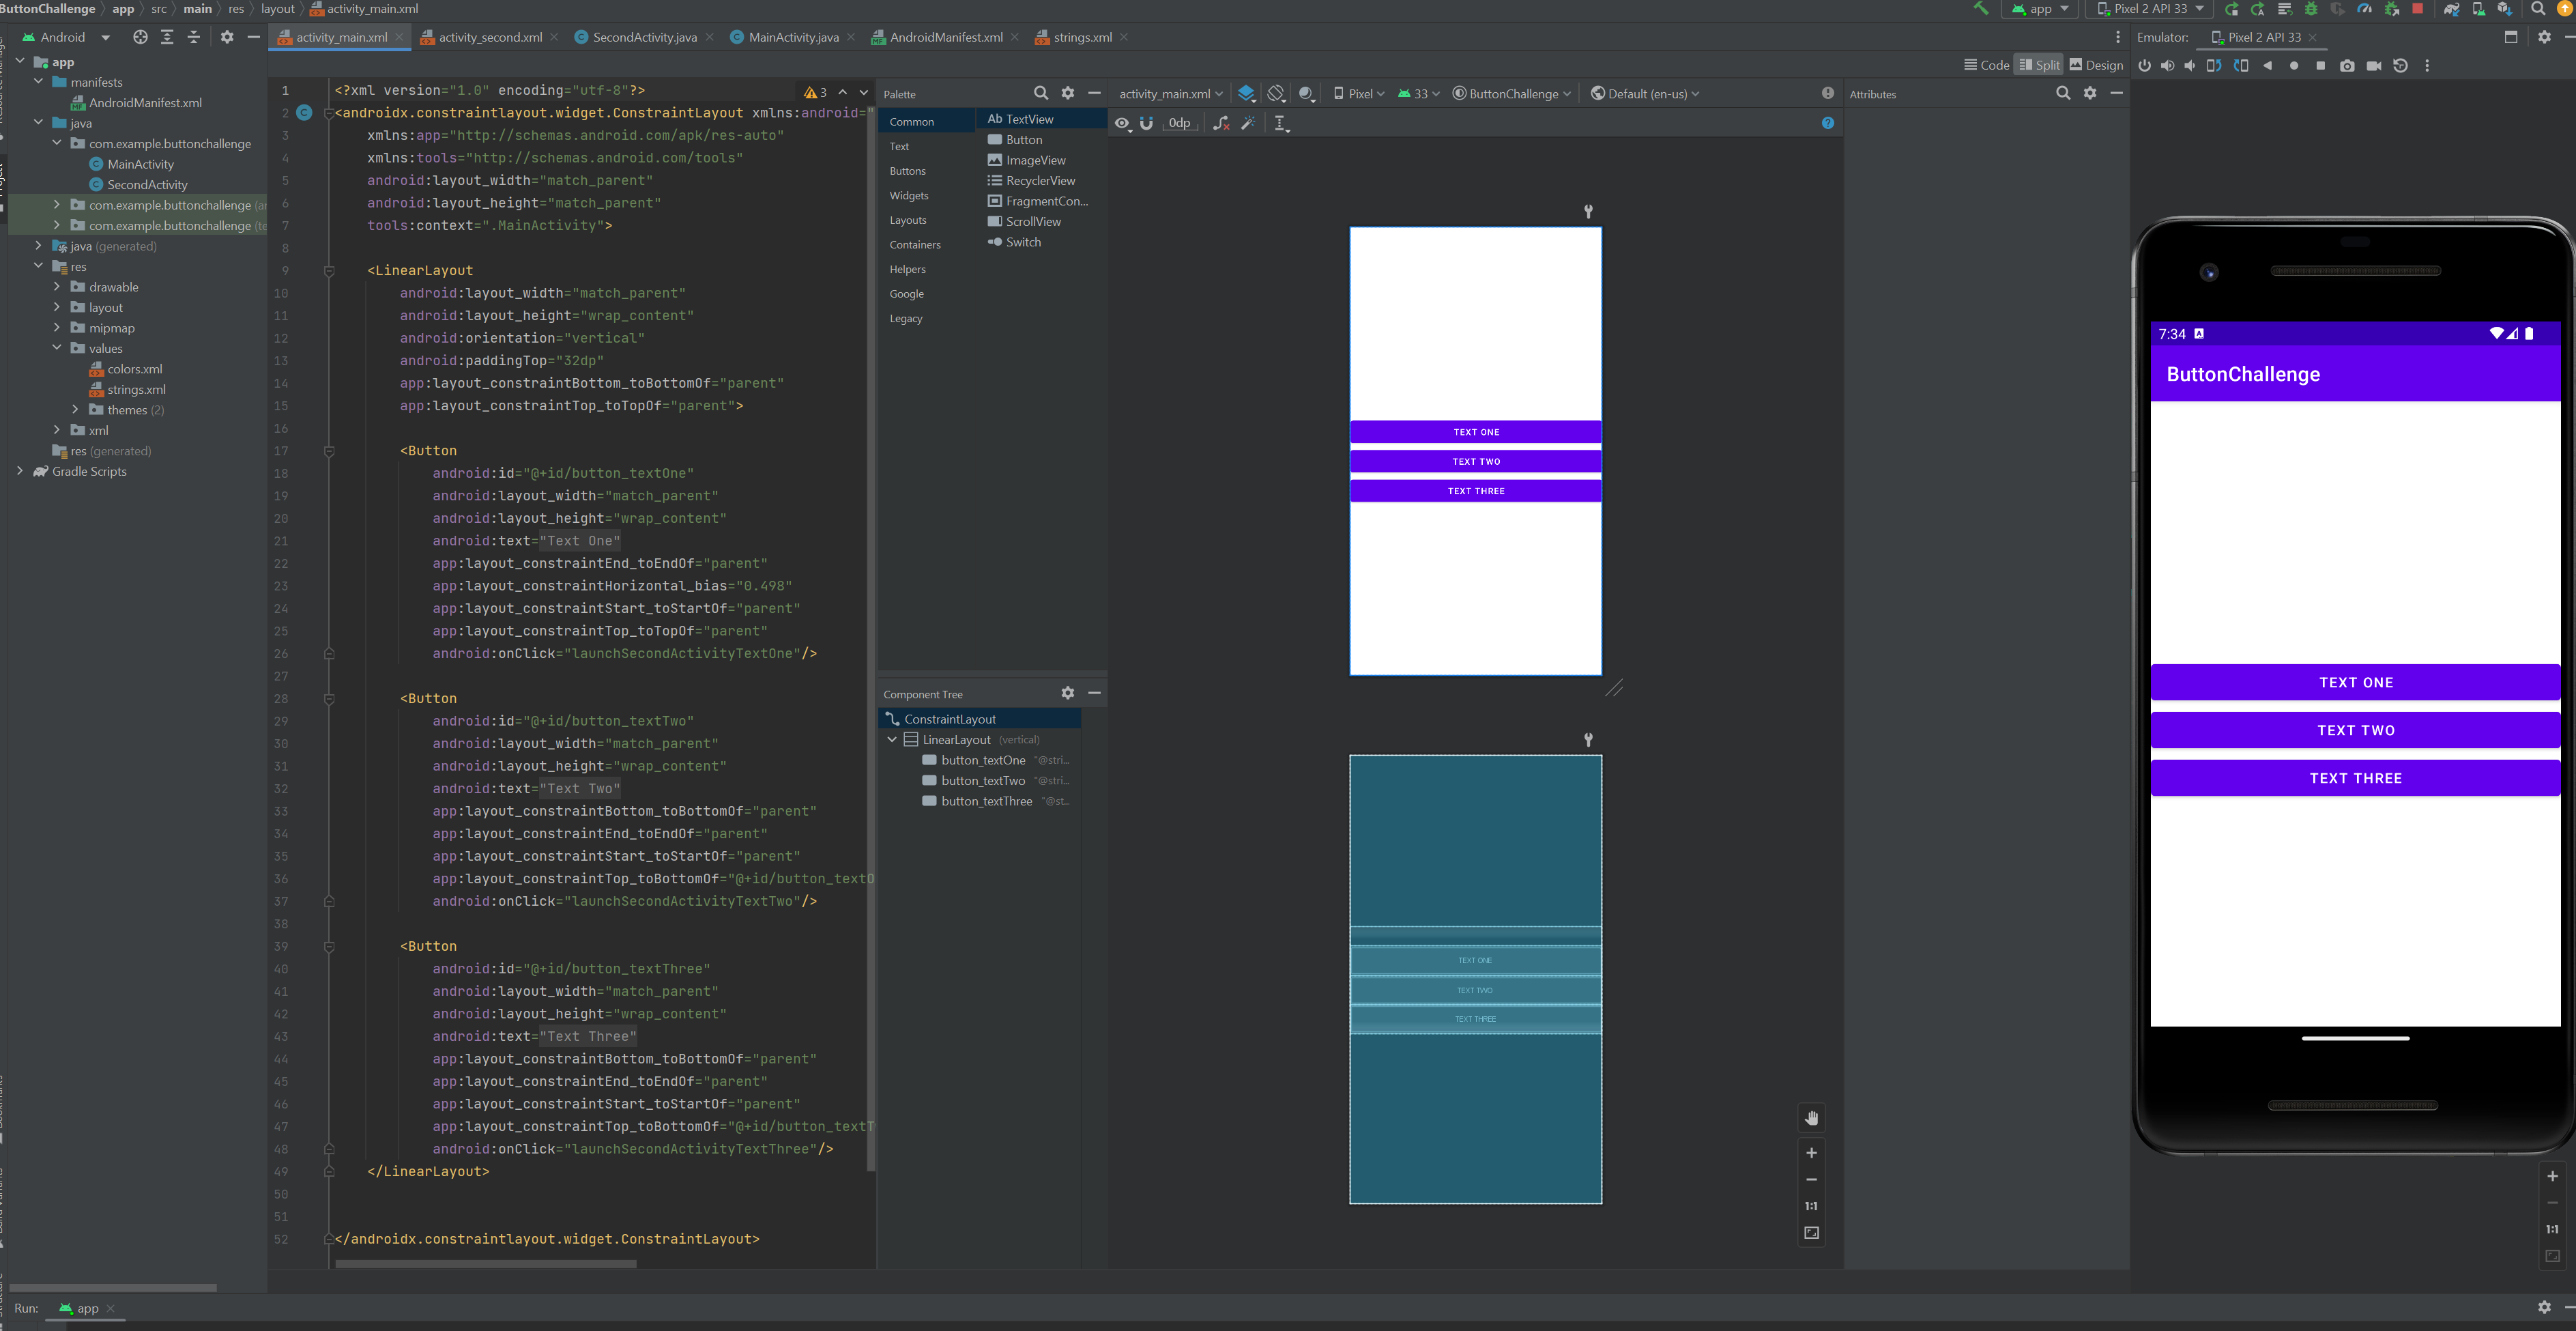 ButtonChallenge app src main res layout activity_main.xml
app Pixel 2 API 33
Android
activity_main.xml activity_second.xml SecondActivity.java MainActivity.java AndroidManifest.xml strings.xml
Emulator: Pixel 2 API 33
Code Split Design
app
manifests
AndroidManifest.xml
java
com.example.buttonchallenge
MainActivity
SecondActivity
com.example.buttonchallenge
com.example.buttonchallenge
java (generated)
res
drawable
layout
mipmap
values
colors.xml
strings.xml
themes (2)
xml
res (generated)
Gradle Scripts
3
1 <?xml version="1.0" encoding="utf-8"?>
2 <androidx.constraintlayout.widget.ConstraintLayout xmlns:android="
3 xmlns:app="http://schemas.android.com/apk/res-auto"
4 xmlns:tools="http://schemas.android.com/tools"
5 android:layout_width="match_parent"
6 android:layout_height="match_parent"
7 tools:context=".MainActivity">
8
9 <LinearLayout
10 android:layout_width="match_parent"
11 android:layout_height="wrap_content"
12 android:orientation="vertical"
13 android:paddingTop="32dp"
14 app:layout_constraintBottom_toBottomOf="parent"
15 app:layout_constraintTop_toTopOf="parent">
16
17 <Button
18 android:id="@+id/button_textOne"
19 android:layout_width="match_parent"
20 android:layout_height="wrap_content"
21 android:text="Text One"
22 app:layout_constraintEnd_toEndOf="parent"
23 app:layout_constraintHorizontal_bias="0.498"
24 app:layout_constraintStart_toStartOf="parent"
25 app:layout_constraintTop_toTopOf="parent"
26 android:onClick="launchSecondActivityTextOne"/>
27
28 <Button
29 android:id="@+id/button_textTwo"
30 android:layout_width="match_parent"
31 android:layout_height="wrap_content"
32 android:text="Text Two"
33 app:layout_constraintBottom_toBottomOf="parent"
34 app:layout_constraintEnd_toEndOf="parent"
35 app:layout_constraintStart_toStartOf="parent"
36 app:layout_constraintTop_toBottomOf="@+id/button_textO
37 android:onClick="launchSecondActivityTextTwo"/>
38
39 <Button
40 android:id="@+id/button_textThree"
41 android:layout_width="match_parent"
42 android:layout_height="wrap_content"
43 android:text="Text Three"
44 app:layout_constraintBottom_toBottomOf="parent"
45 app:layout_constraintEnd_toEndOf="parent"
46 app:layout_constraintStart_toStartOf="parent"
47 app:layout_constraintTop_toBottomOf="@+id/button_textT
48 android:onClick="launchSecondActivityTextThree"/>
49 </LinearLayout>
50
51
52 </androidx.constraintlayout.widget.ConstraintLayout>
Palette
Common
Text
Buttons
Widgets
Layouts
Containers
Helpers
Google
Legacy
Ab TextView
Button
ImageView
RecyclerView
FragmentCon...
ScrollView
Switch
Component Tree
ConstraintLayout
LinearLayout (vertical)
button_textOne "@stri...
button_textTwo "@stri...
button_textThree "@st...
activity_main.xml Pixel 33 ButtonChallenge Default (en-us)
0dp
TEXT ONE
TEXT TWO
TEXT THREE
TEXT ONE
TEXT TWO
TEXT THREE
1:1
Attributes
7:34
ButtonChallenge
TEXT ONE
TEXT TWO
TEXT THREE
1:1
Run: app